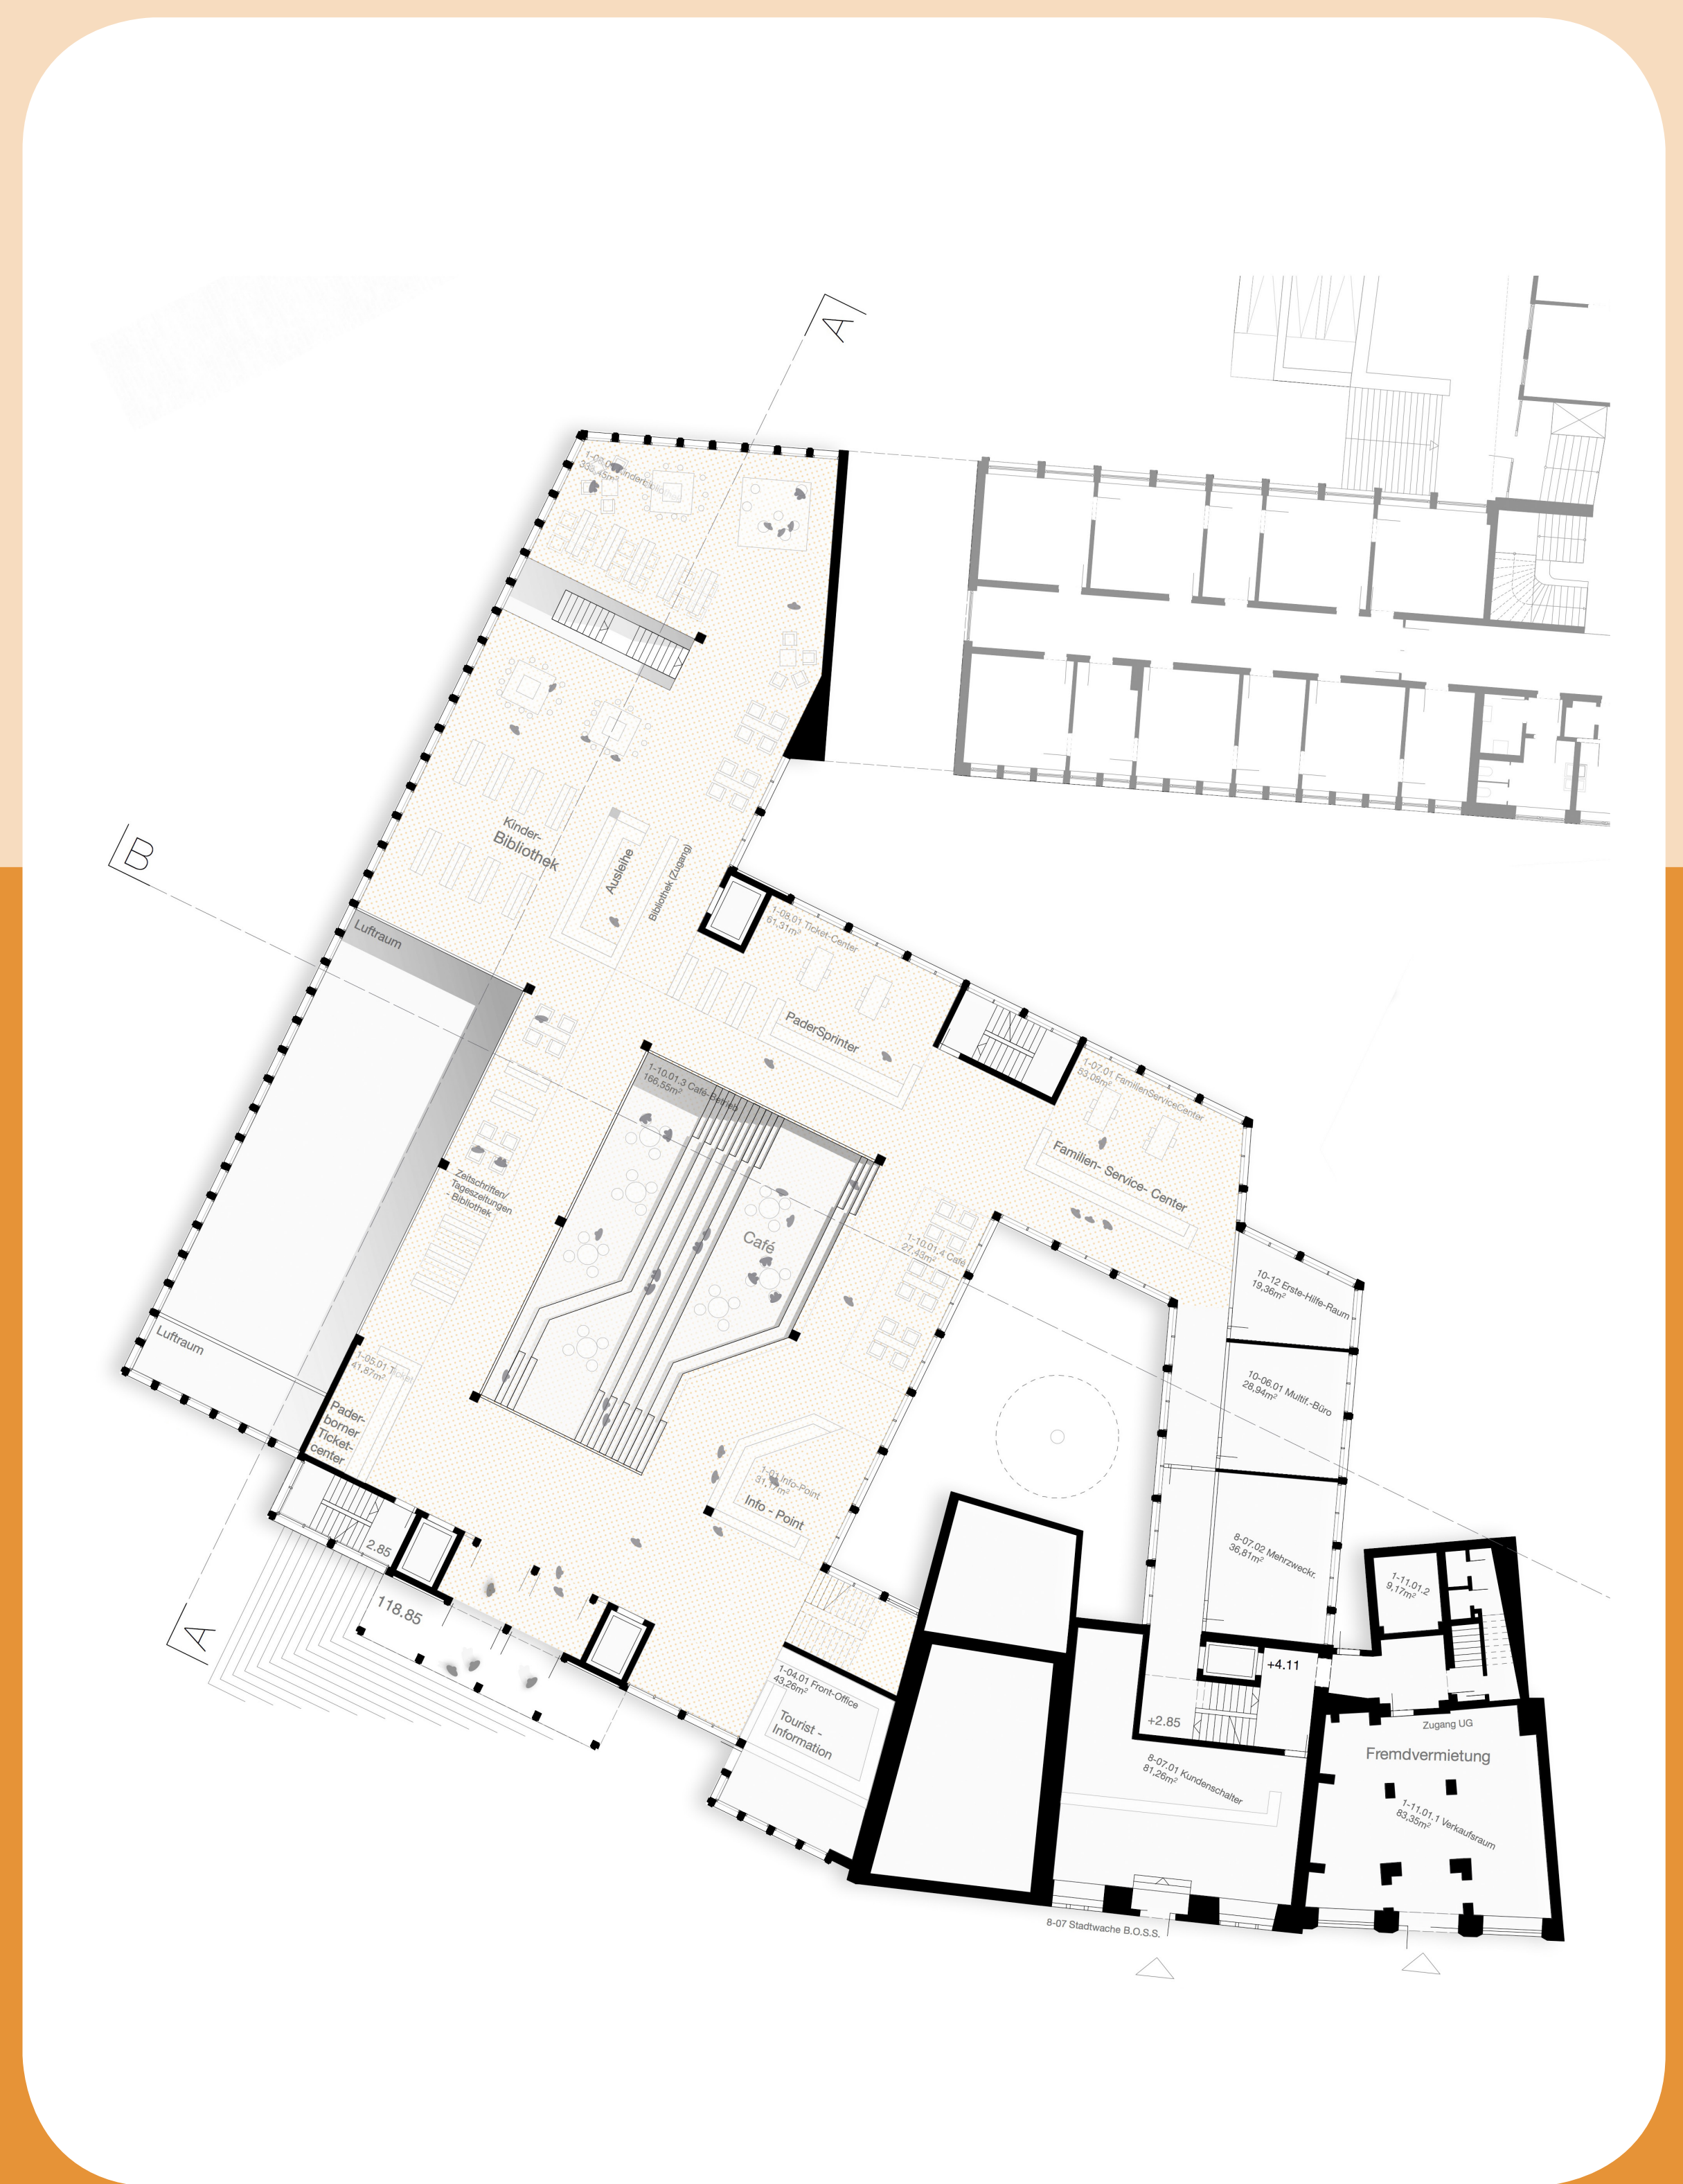 A
1-0
33 ,45m²
B
Kinder-
Bibliothek
Ausleihe
Bibliothek (Zugang)
Luftraum
1-08.01 Ticket-Center
61,31m²
PaderSprinter
1-07.01 FamilienServiceCenter
53,08m²
Familien- Service- Center
1-10.01.3 Café-Betrieb
166,55m²
Zeitschriften/
Tageszeitungen
- Bibliothek
Café
1-10.01.4 Café
27,43m²
10-12 Erste-Hilfe-Raum
19,36m²
Luftraum
1-05.01 Ticket
41,87m²
Pader-
borner
Ticket-
center
10-06.01 Multif.-Büro
28,94m²
1-01 Info-Point
Info - Point
2.85
8-07.02 Mehrzweckr.
36,81m²
1-11.01.2
9,17m²
118.85
A
1-04.01 Front-Office
43,26m²
Tourist -
Information
+4.11
+2.85
Zugang UG
Fremdvermietung
8-07.01 Kundenschalter
81,26m²
1-11.01.1 Verkaufsraum
83,35m²
8-07 Stadtwache B.O.S.S.